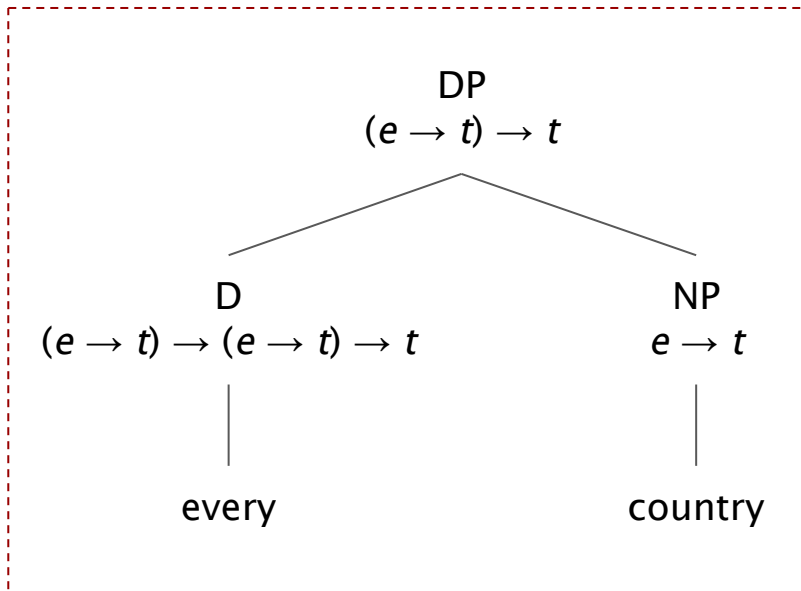 DP
(e → t) → t
D
(e → t) → (e → t) → t
NP
e → t
every
country